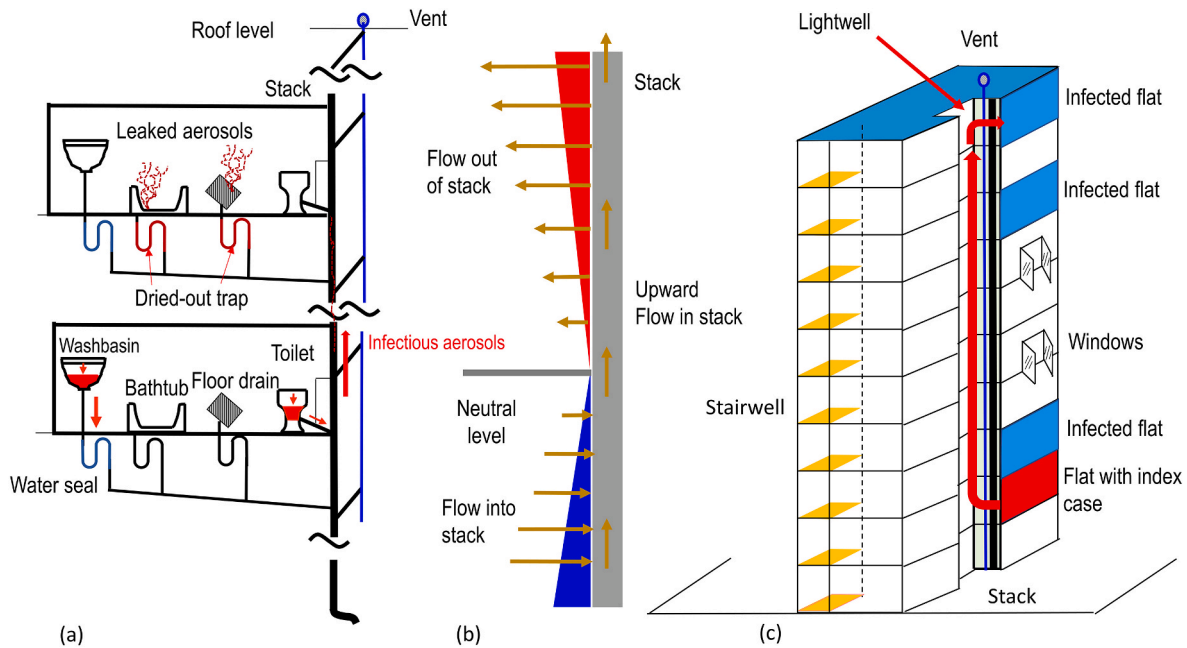 Roof level
Vent
Stack
Leaked aerosols
Dried-out trap
Infectious aerosols
Washbasin
Bathtub
Floor drain
Toilet
Water seal
(a)
Stack
Flow out
of stack
Upward
Flow in stack
Neutral
level
Flow into
stack
(b)
Lightwell
Vent
Infected flat
Infected flat
Windows
Stairwell
Infected flat
Flat with index
case
Stack
(c)